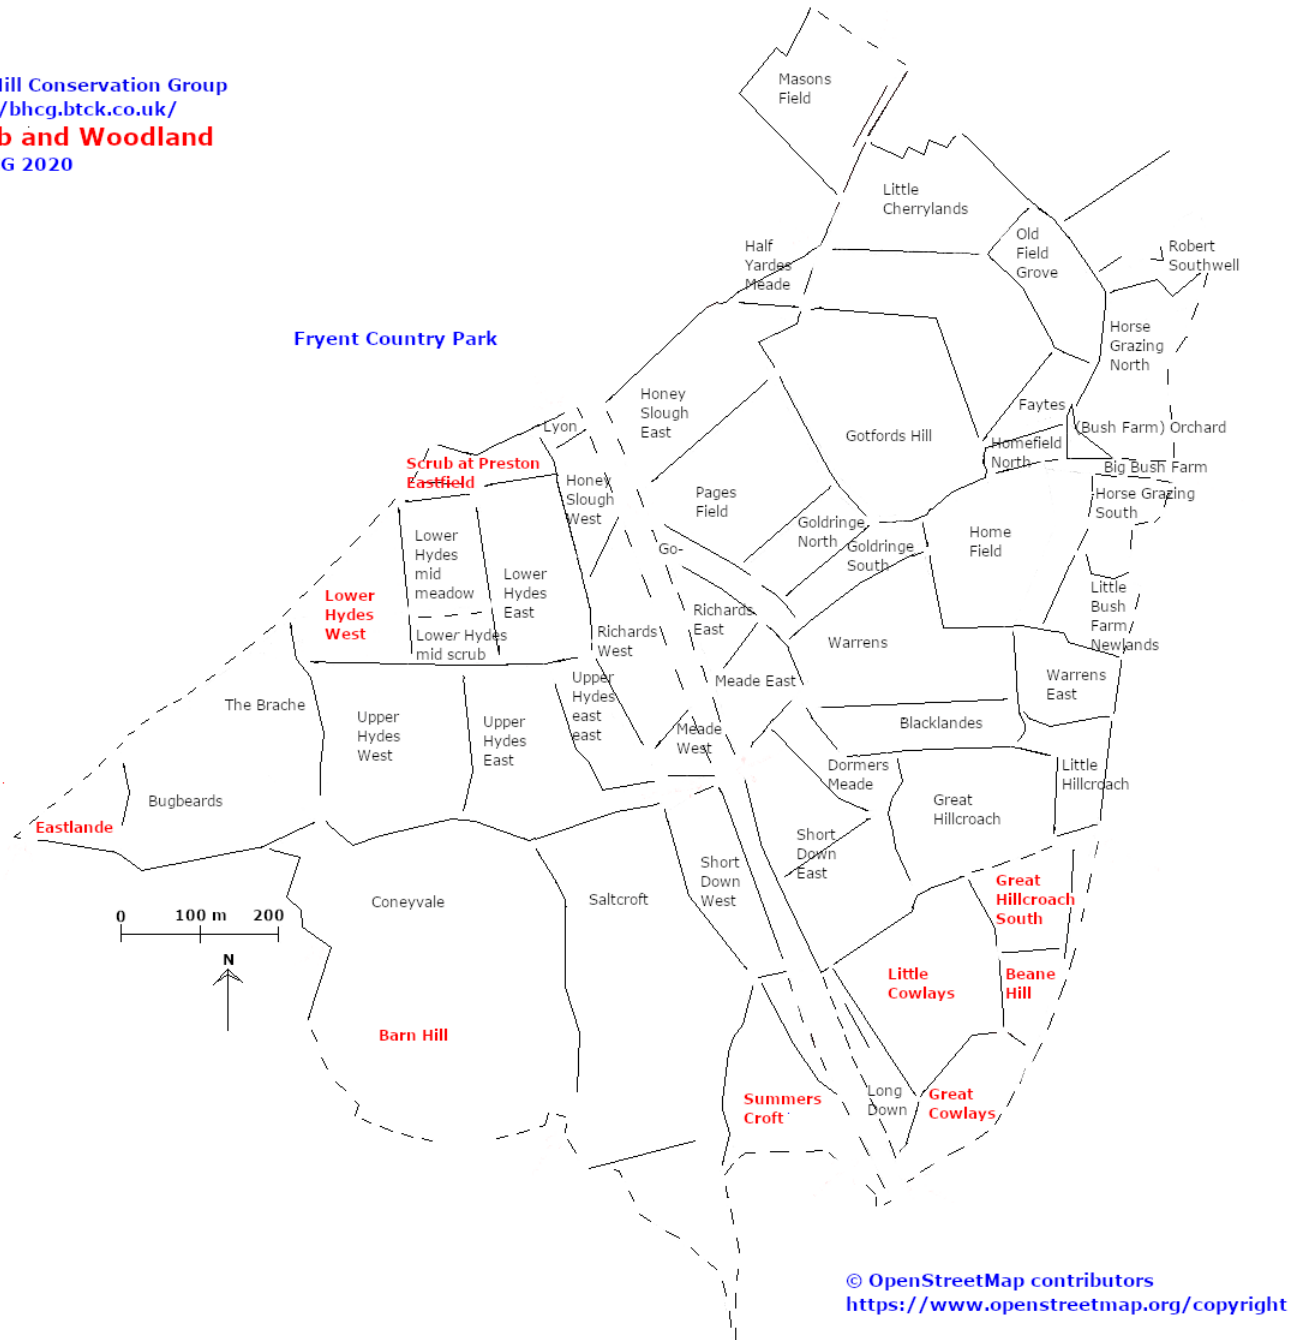 Hill Conservation Group
/bhcg.btck.co.uk/
b and Woodland
G 2020
Masons
Field
Little
Cherrylands
Old
Field
Grove
Half
Yardes
Meade
Robert
Southwell
Fryent Country Park
Horse
Grazing
North
Honey
Slough
East
Faytes
Lyon
Gotfords Hill
(Bush Farm) Orchard
Homefield
North
Big Bush Farm
Scrub at Preston
Eastfield
Honey
Slough
West
Pages
Field
Horse Grazing
South
Goldringe
North
Goldringe
South
Home
Field
Go-
Lower
Hydes
mid
meadow
Lower
Hydes
East
Lower
Hydes
West
Little
Bush
Farm
Newlands
Richards
East
Lower Hydes
mid scrub
Richards
West
Warrens
Upper
Hydes
east
east
Meade East
Warrens
East
The Brache
Upper
Hydes
West
Upper
Hydes
East
Meade
West
Blacklandes
Dormers
Meade
Little
Hillcroach
Bugbeards
Great
Hillcroach
Eastlande
Short
Down
East
Short
Down
West
Great
Hillcroach
South
Coneyvale
Saltcroft
0 100 m 200
N
Little
Cowlays
Beane
Hill
Barn Hill
Summers
Croft
Long
Down
Great
Cowlays
© OpenStreetMap contributors
https://www.openstreetmap.org/copyright